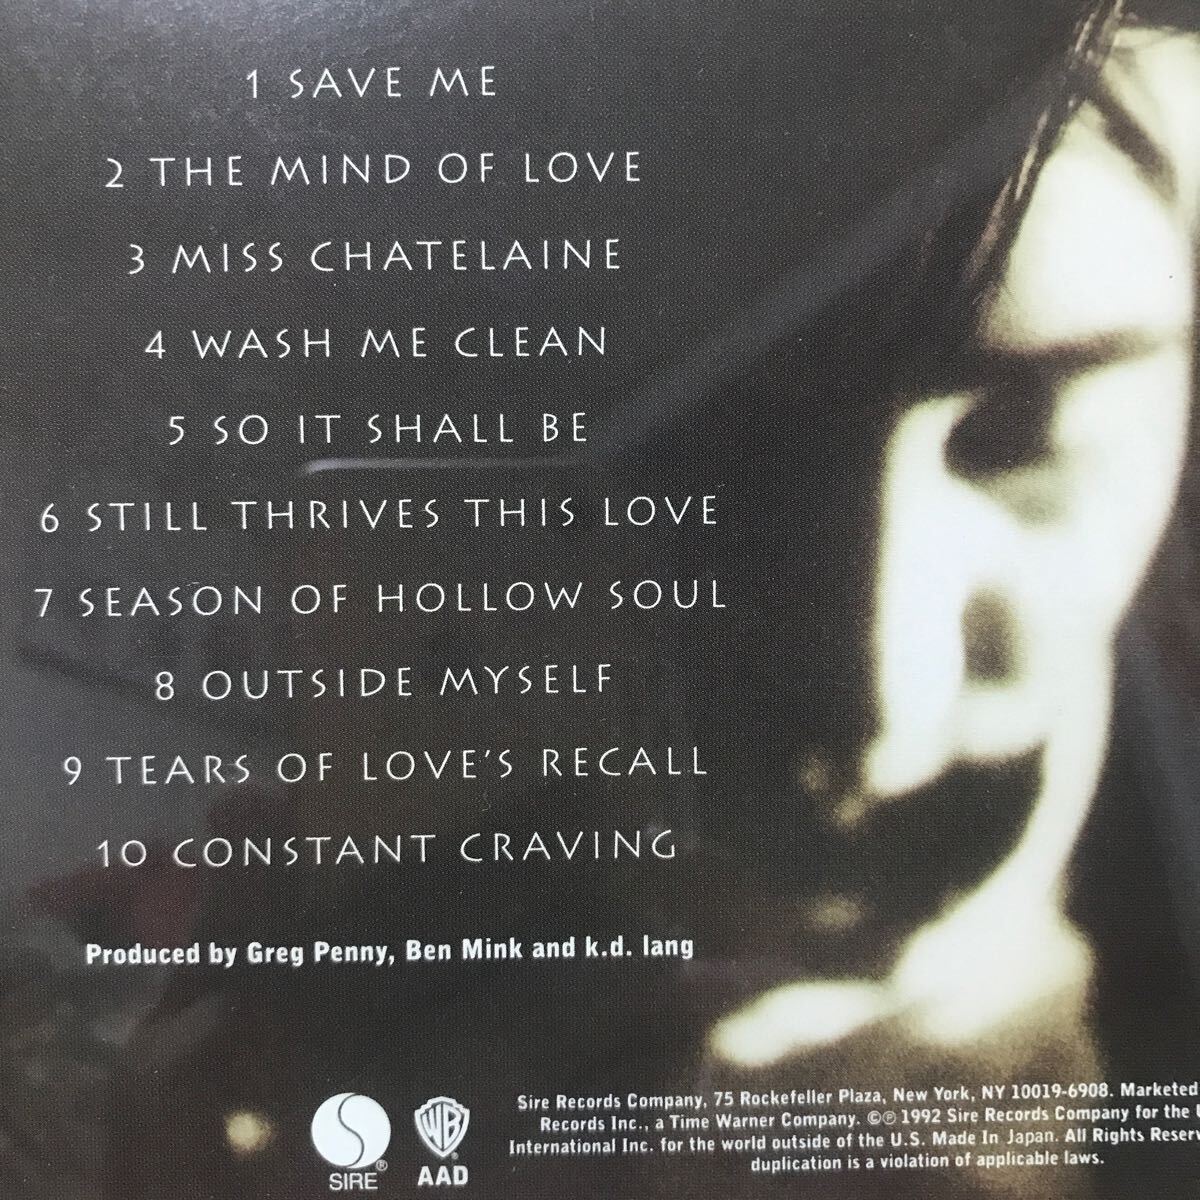 1 SAVE ME
2 THE MIND OF LOVE
3 MISS CHATELAINE
4 WASH ME CLEAN
5 SO IT SHALL BE
6 STILL THRIVES THIS LOVE
7 SEASON OF HOLLOW SOUL
8 OUTSIDE MYSELF
9 TEARS OF LOVE'S RECALL
10 CONSTANT CRAVING
Produced by Greg Penny, Ben Mink and k.d. lang
SIRE®
WB® AAD
Sire Records Company, 75 Rockefeller Plaza, New York, NY 10019-6908. Marketed
Records Inc., a Time Warner Company. ©℗ 1992 Sire Records Company for the U
International Inc. for the world outside of the U.S. Made In Japan. All Rights Reserv
duplication is a violation of applicable laws.